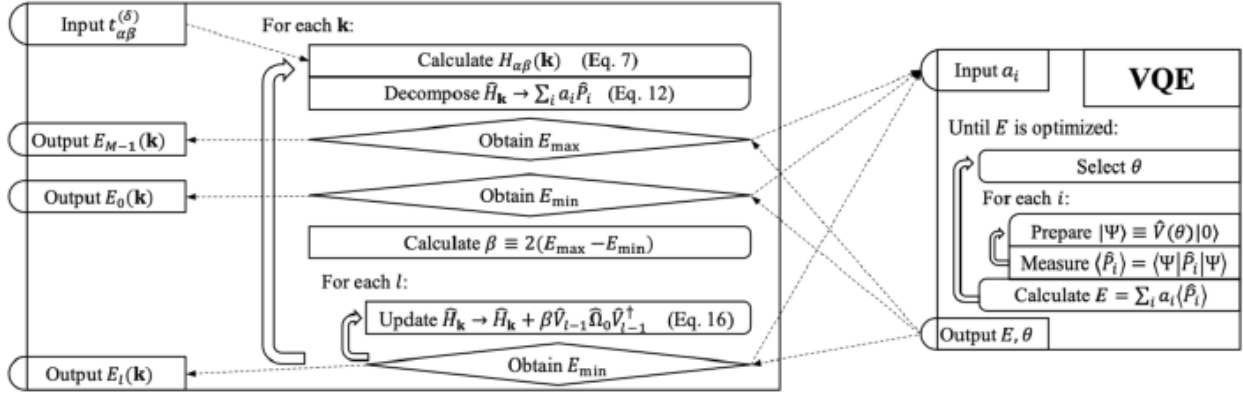 Input t_{αβ}^{(δ)}
For each k:
Calculate H_{αβ}(k) (Eq. 7)
Decompose Ĥ_k → ∑_i a_i P̂_i (Eq. 12)
Output E_{M−1}(k)
Obtain E_max
Output E_0(k)
Obtain E_min
Calculate β ≡ 2(E_max − E_min)
For each l:
Update Ĥ_k → Ĥ_k + βV̂_{l−1}Ω̂_0V̂_{l−1}^† (Eq. 16)
Output E_l(k)
Obtain E_min
Input a_i
VQE
Until E is optimized:
Select θ
For each i:
Prepare |Ψ⟩ ≡ V̂(θ)|0⟩
Measure ⟨P̂_i⟩ = ⟨Ψ|P̂_i|Ψ⟩
Calculate E = ∑_i a_i⟨P̂_i⟩
Output E, θ